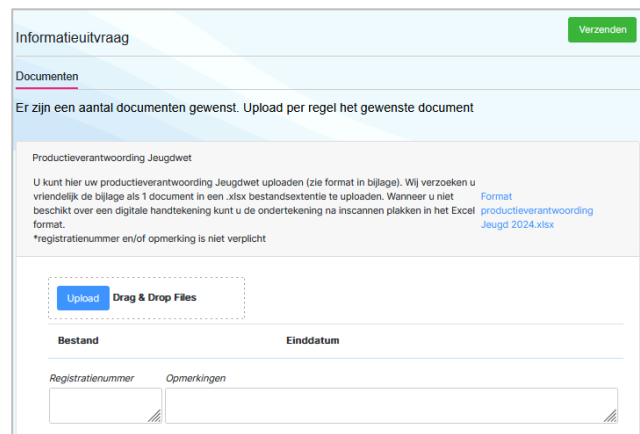 Informatieuitvraag
Verzenden
Documenten
Er zijn een aantal documenten gewenst. Upload per regel het gewenste document
Productieverantwoording Jeugdwet
U kunt hier uw productieverantwoording Jeugdwet uploaden (zie format in bijlage). Wij verzoeken u
vriendelijk de bijlage als 1 document in een .xlsx bestandsextentie te uploaden. Wanneer u niet
beschikt over een digitale handtekening kunt u de ondertekening na inscannen plakken in het Excel
format.
*registratienummer en/of opmerking is niet verplicht
Format
productieverantwoording
Jeugd 2024.xlsx
Upload Drag & Drop Files
Bestand Einddatum
Registratienummer Opmerkingen